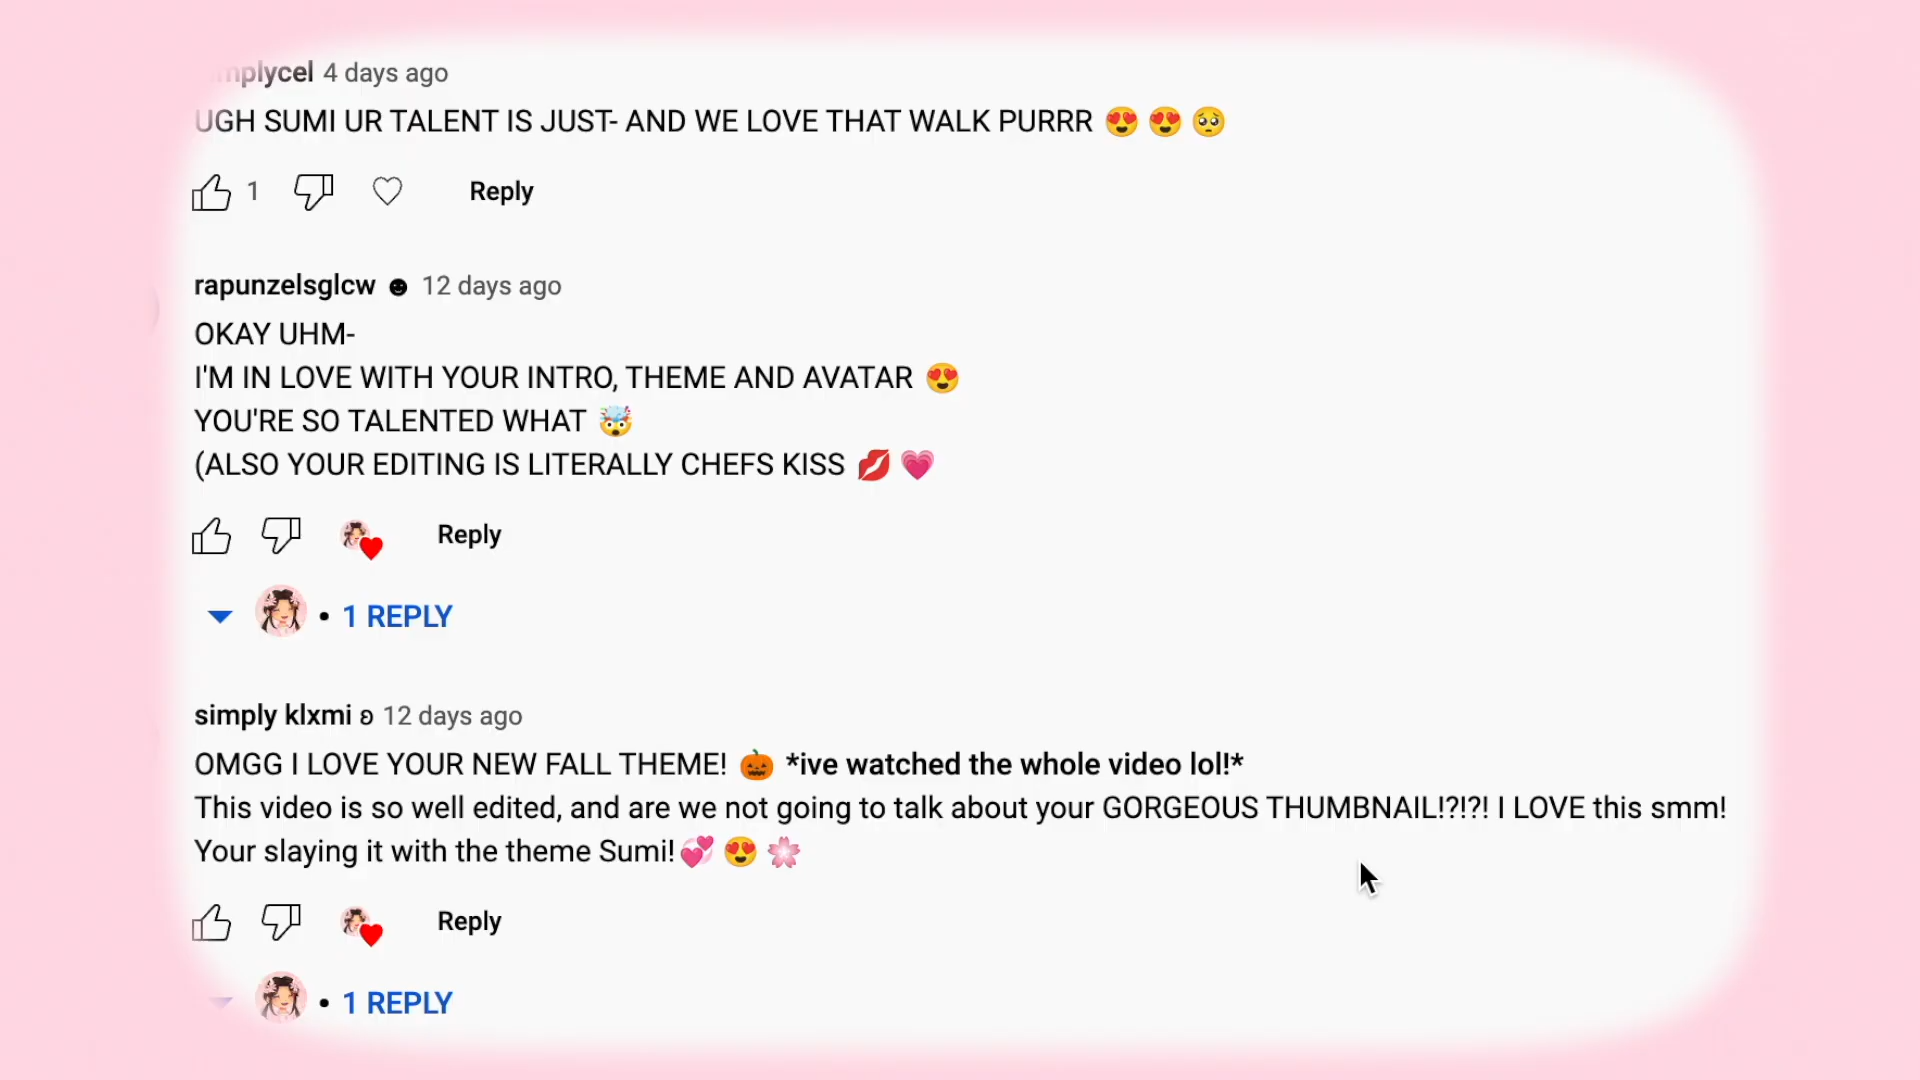 mplycel 4 days ago
UGH SUMI UR TALENT IS JUST- AND WE LOVE THAT WALK PURRR 😍 😍 🥺
1 Reply
rapunzelsglcw ☻ 12 days ago
OKAY UHM-
I'M IN LOVE WITH YOUR INTRO, THEME AND AVATAR 😍
YOU'RE SO TALENTED WHAT 🤯
(ALSO YOUR EDITING IS LITERALLY CHEFS KISS 💋 💗
Reply
• 1 REPLY
simply klxmi ʚ 12 days ago
OMGG I LOVE YOUR NEW FALL THEME! 🎃 *ive watched the whole video lol!*
This video is so well edited, and are we not going to talk about your GORGEOUS THUMBNAIL!?!?! I LOVE this smm!
Your slaying it with the theme Sumi!💞 😍 🌸
Reply
• 1 REPLY